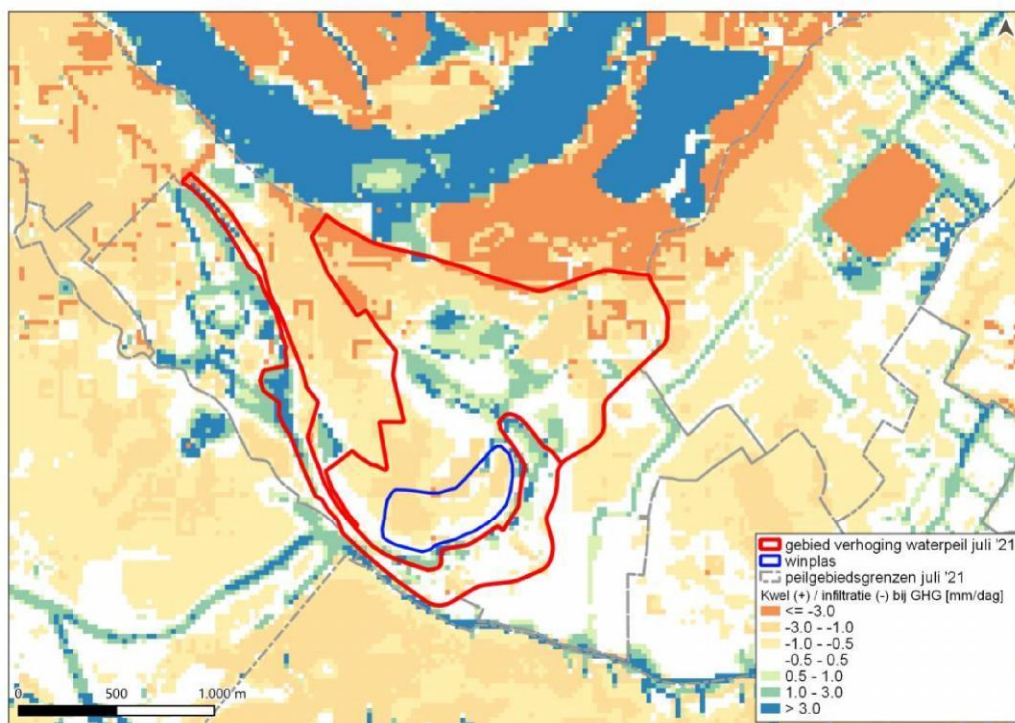 N
gebied verhoging waterpeil juli '21
winplas
peilgebiedsgrenzen juli '21
Kwel (+) / infiltratie (-) bij GHG [mm/dag]
<= -3.0
-3.0 - -1.0
-1.0 - -0.5
-0.5 - 0.5
0.5 - 1.0
1.0 - 3.0
> 3.0
0 500 1.000 m